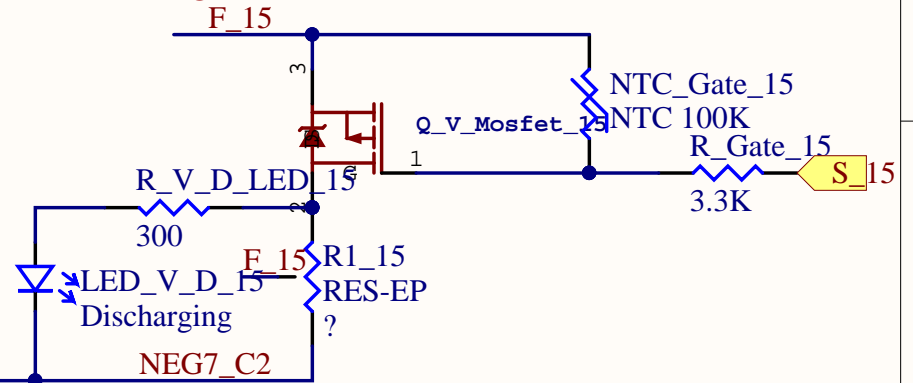 F_15
3
NTC_Gate_15
NTC 100K
Q_V_Mosfet_15
R_Gate_15
1
S_15
3.3K
R_V_D_LED_15
2
300
F_15
R1_15
LED_V_D_15
RES-EP
Discharging
?
NEG7_C2